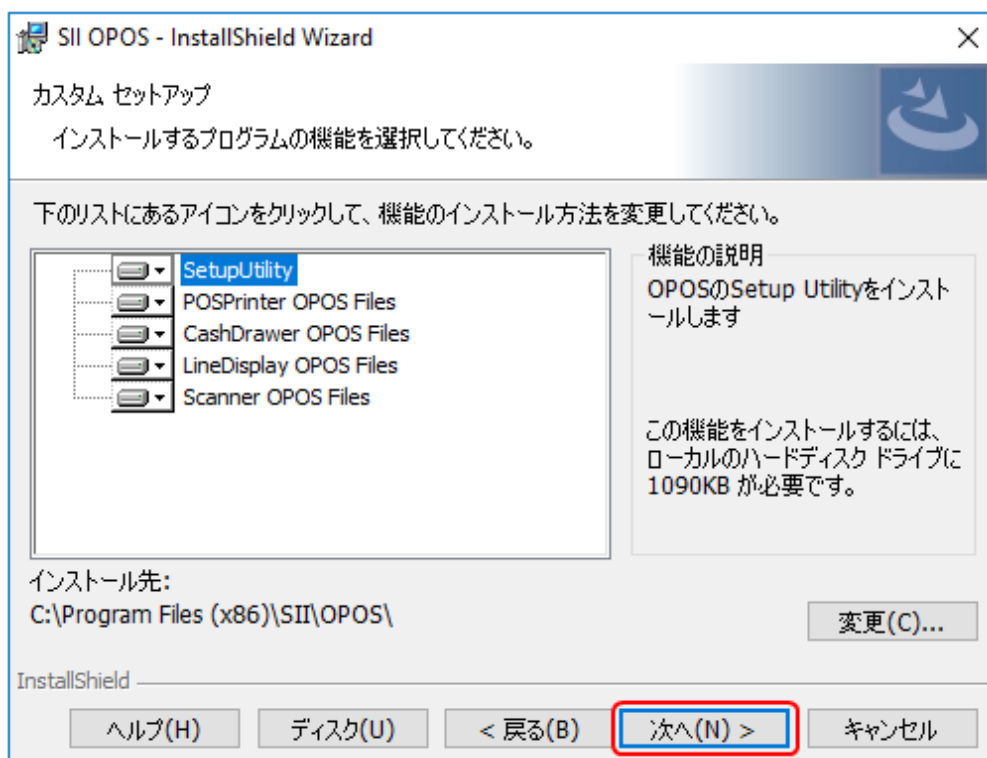 SII OPOS - InstallShield Wizard
カスタム セットアップ
インストールするプログラムの機能を選択してください。
下のリストにあるアイコンをクリックして、機能のインストール方法を変更してください。
SetupUtility
POSPrinter OPOS Files
CashDrawer OPOS Files
LineDisplay OPOS Files
Scanner OPOS Files
機能の説明
OPOSのSetup Utilityをインスト
ールします
この機能をインストールするには、
ローカルのハードディスク ドライブに
1090KB が必要です。
インストール先:
C:\Program Files (x86)\SII\OPOS\
変更(C)...
InstallShield
ヘルプ(H)
ディスク(U)
< 戻る(B)
次へ(N) >
キャンセル